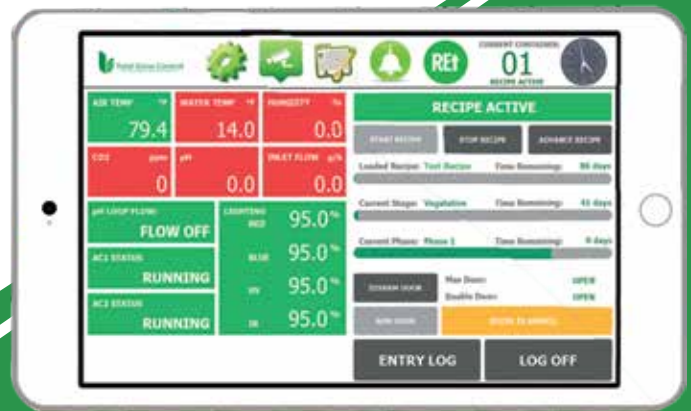 Total Grow Control
REt
CURRENT CONTAINER:
01
RECIPE ACTIVE
AIR TEMP °F
79.4
WATER TEMP °F
14.0
HUMIDITY %
0.0
CO2 ppm
0
pH
0.0
INLET FLOW g/h
0.0
pH LOOP FLOW:
FLOW OFF
AC1 STATUS
RUNNING
AC2 STATUS
RUNNING
LIGHTING
RED 95.0%
BLUE 95.0%
UV 95.0%
IR 95.0%
RECIPE ACTIVE
START RECIPE
STOP RECIPE
ADVANCE RECIPE
Loaded Recipe: Test Recipe Time Remaining: 86 days
Current Stage: Vegetative Time Remaining: 41 days
Current Phase: Phase 1 Time Remaining: 0 days
Man Door: OPEN
Double Door: OPEN
ENTRY LOG
LOG OFF